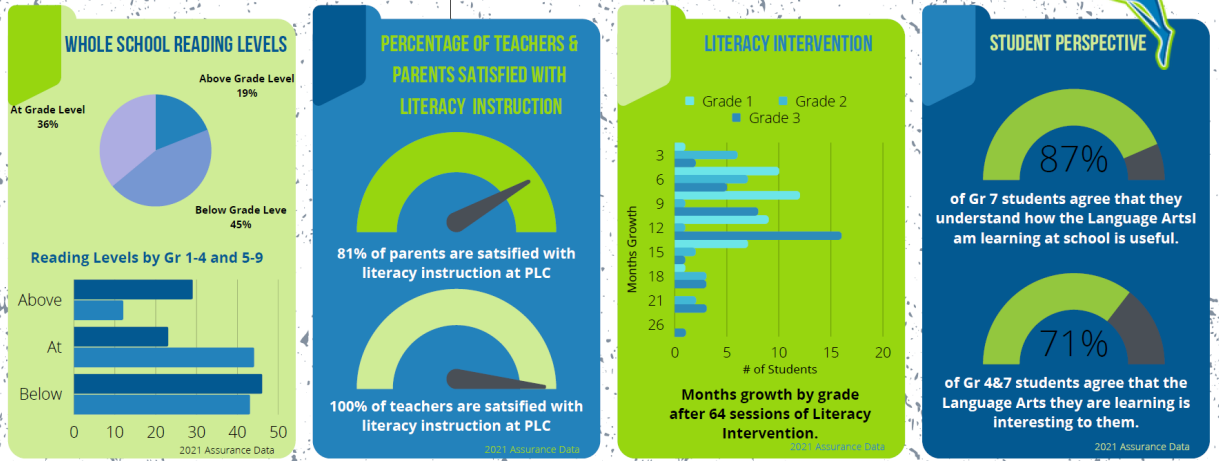 WHOLE SCHOOL READING LEVELS
Above Grade Level
19%
At Grade Level
36%
Below Grade Leve
45%
Reading Levels by Gr 1-4 and 5-9
Above
At
Below
0 10 20 30 40 50
2021 Assurance Data
PERCENTAGE OF TEACHERS &
PARENTS SATISFIED WITH
LITERACY INSTRUCTION
81% of parents are satsified with
literacy instruction at PLC
100% of teachers are satsified with
literacy instruction at PLC
2021 Assurance Data
LITERACY INTERVENTION
Grade 1 Grade 2
Grade 3
Months Growth
3
6
9
12
15
18
21
26
0 5 10 15 20
# of Students
Months growth by grade
after 64 sessions of Literacy
Intervention.
2021 Assurance Data
STUDENT PERSPECTIVE
87%
of Gr 7 students agree that they
understand how the Language ArtsI
am learning at school is useful.
71%
of Gr 4&7 students agree that the
Language Arts they are learning is
interesting to them.
2021 Assurance Data